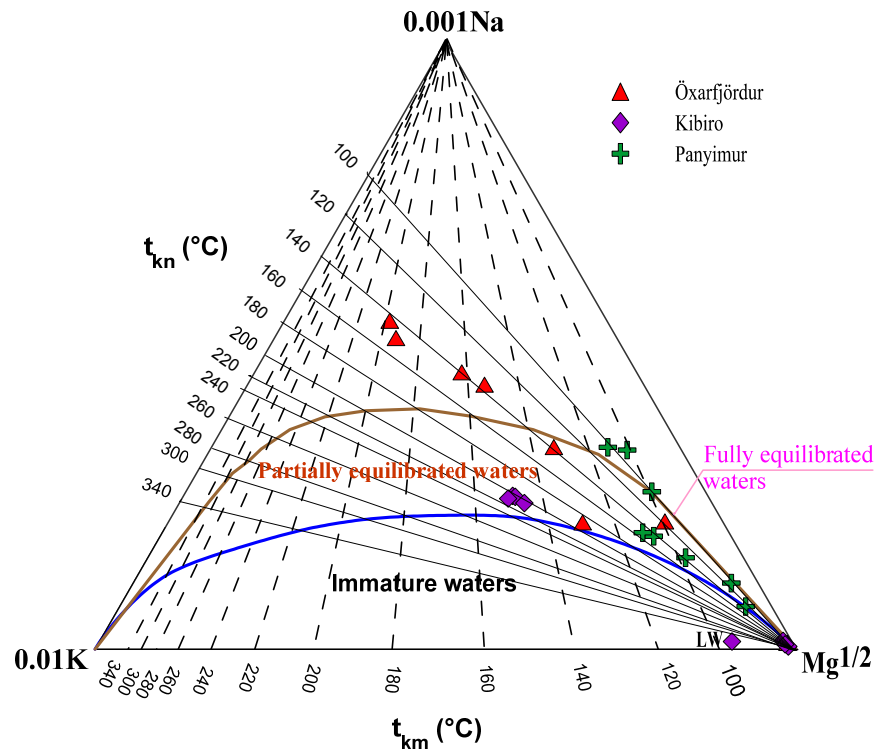 0.001Na
Öxarfjördur
Kibiro
Panyimur
100
120
140
160
180
200
220
240
260
280
300
340
t_kn (°C)
Fully equilibrated
waters
Partially equilibrated waters
Immature waters
LW
0.01K
Mg1/2
340
300
280
260
240
220
200
180
160
140
120
100
t_km (°C)